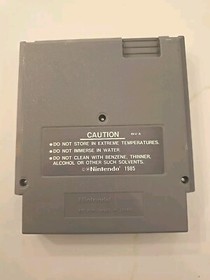 CAUTION
● DO NOT STORE IN EXTREME TEMPERATURES.
● DO NOT IMMERSE IN WATER.
● DO NOT CLEAN WITH BENZENE, THINNER,
ALCOHOL OR OTHER SUCH SOLVENTS.
© Nintendo® 1985